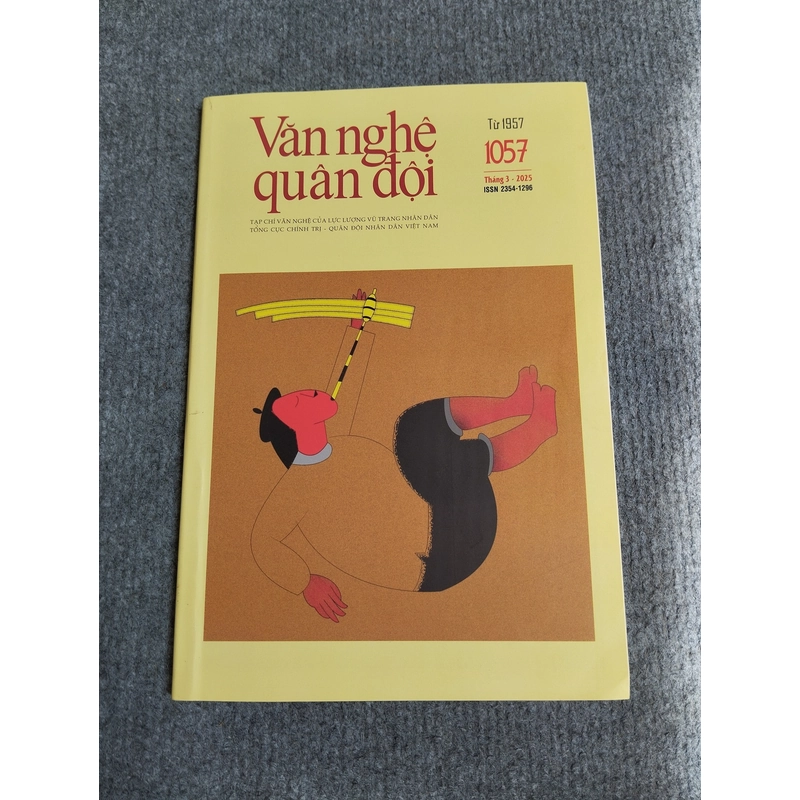 Văn nghệ
quân đội
TẠP CHÍ VĂN NGHỆ CỦA LỰC LƯỢNG VŨ TRANG NHÂN DÂN
TỔNG CỤC CHÍNH TRỊ - QUÂN ĐỘI NHÂN DÂN VIỆT NAM
Từ 1957
1057
Tháng 3 - 2025
ISSN 2354-1296